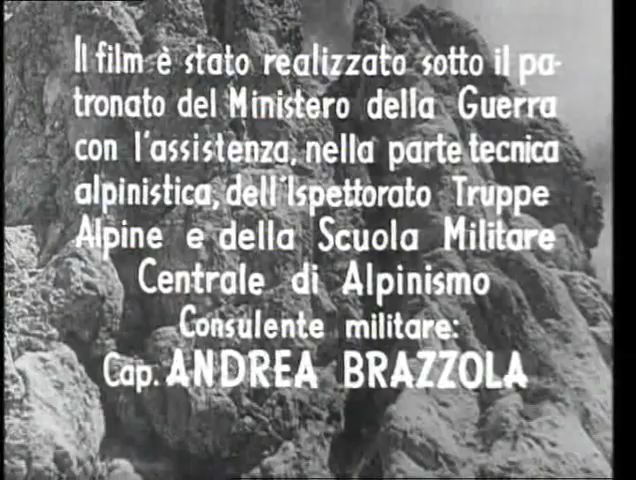 Il film è stato realizzato sotto il pa-
tronato del Ministero della Guerra
con l'assistenza, nella parte tecnica
alpinistica, dell'Ispettorato Truppe
Alpine e della Scuola Militare
Centrale di Alpinismo
Consulente militare:
Cap. ANDREA BRAZZOLA